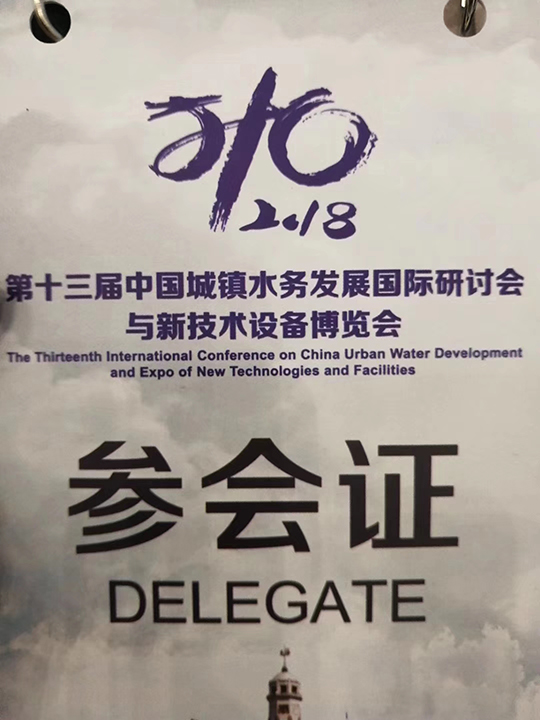 2018
第十三届中国城镇水务发展国际研讨会
与新技术设备博览会
The Thirteenth International Conference on China Urban Water Development
and Expo of New Technologies and Facilities
参会证
DELEGATE